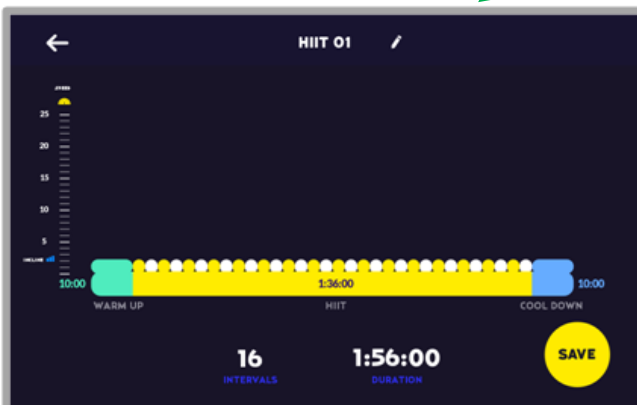 HIIT 01
SPEED
25
20
15
10
5
INCLINE
10:00
1:36:00
10:00
WARM UP
HIIT
COOL DOWN
16
1:56:00
SAVE
INTERVALS
DURATION